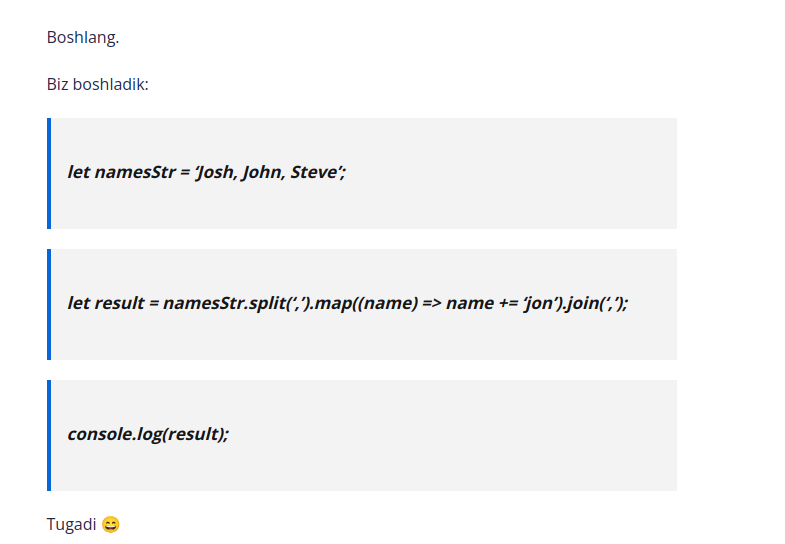 Boshlang.
Biz boshladik:
let namesStr = ‘Josh, John, Steve’;
let result = namesStr.split(‘,’).map((name) => name += ‘jon’).join(‘,’);
console.log(result);
Tugadi 😄